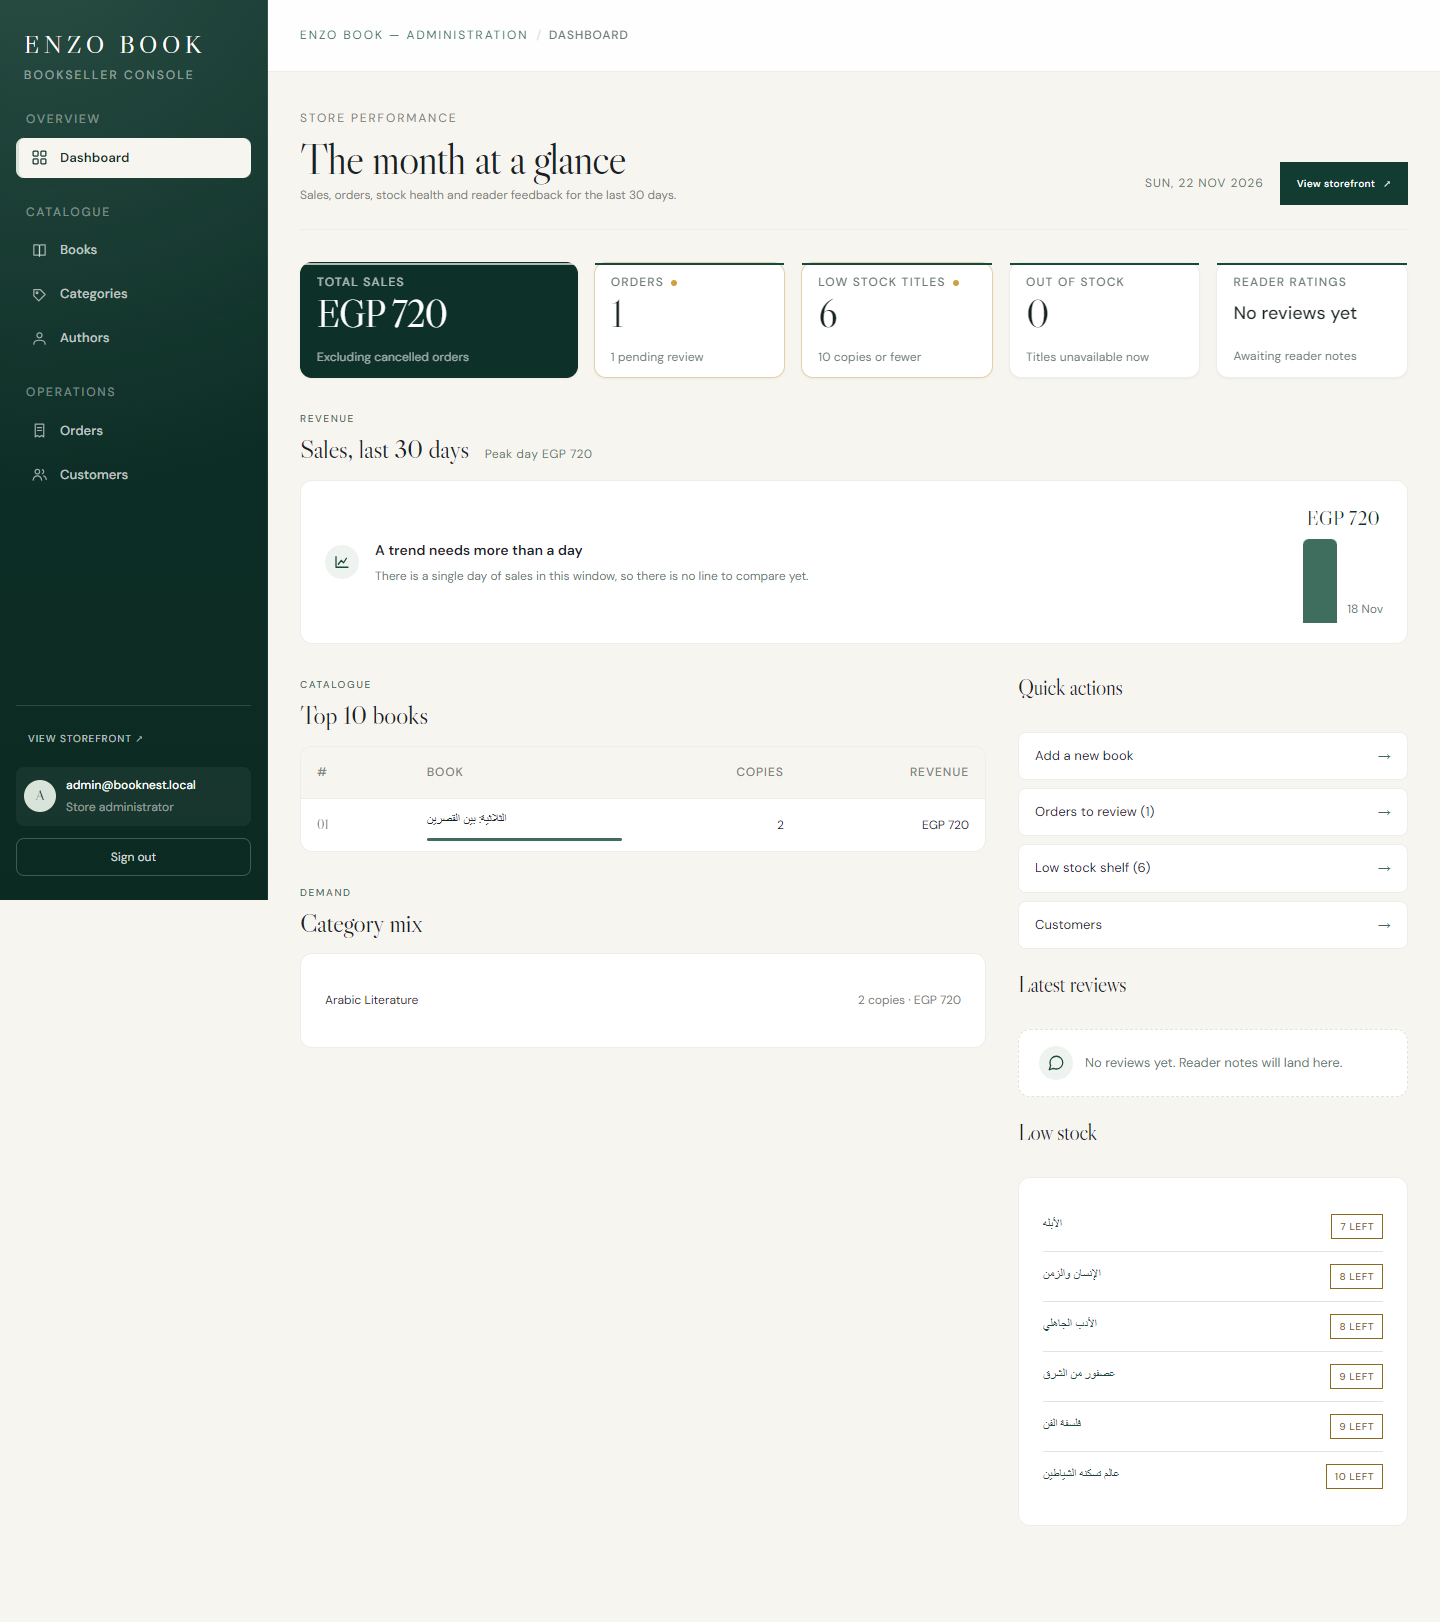 ENZO BOOK
BOOKSELLER CONSOLE
OVERVIEW
Dashboard
CATALOGUE
Books
Categories
Authors
OPERATIONS
Orders
Customers
VIEW STOREFRONT ↗
A
admin@booknest.local
Store administrator
Sign out
ENZO BOOK — ADMINISTRATION / DASHBOARD
STORE PERFORMANCE
The month at a glance
Sales, orders, stock health and reader feedback for the last 30 days.
SUN, 22 NOV 2026
View storefront ↗
TOTAL SALES
EGP 720
Excluding cancelled orders
ORDERS
1
1 pending review
LOW STOCK TITLES
6
10 copies or fewer
OUT OF STOCK
0
Titles unavailable now
READER RATINGS
No reviews yet
Awaiting reader notes
REVENUE
Sales, last 30 days Peak day EGP 720
A trend needs more than a day
There is a single day of sales in this window, so there is no line to compare yet.
EGP 720
18 Nov
CATALOGUE
Top 10 books
# BOOK COPIES REVENUE
01 الثلاثية: بين القصرين 2 EGP 720
DEMAND
Category mix
Arabic Literature 2 copies · EGP 720
Quick actions
Add a new book →
Orders to review (1) →
Low stock shelf (6) →
Customers →
Latest reviews
No reviews yet. Reader notes will land here.
Low stock
الأبله 7 LEFT
الإنسان والزمن 8 LEFT
الأدب الجاهلي 8 LEFT
عصفور من الشرق 9 LEFT
فلسفة الفن 9 LEFT
عالم تسكنه الشياطين 10 LEFT